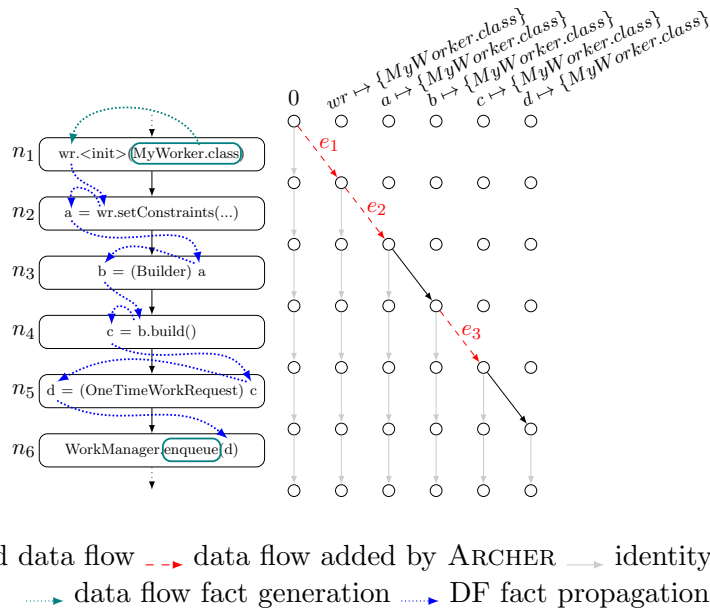 0 wr ↦ {MyWorker.class} a ↦ {MyWorker.class} b ↦ {MyWorker.class} c ↦ {MyWorker.class} d ↦ {MyWorker.class}
n1 wr.<init>(MyWorker.class)
e1
n2 a = wr.setConstraints(...)
e2
n3 b = (Builder) a
n4 c = b.build()
e3
n5 d = (OneTimeWorkRequest) c
n6 WorkManager.enqueue(d)
data flow data flow added by ARCHER identity
data flow fact generation DF fact propagation